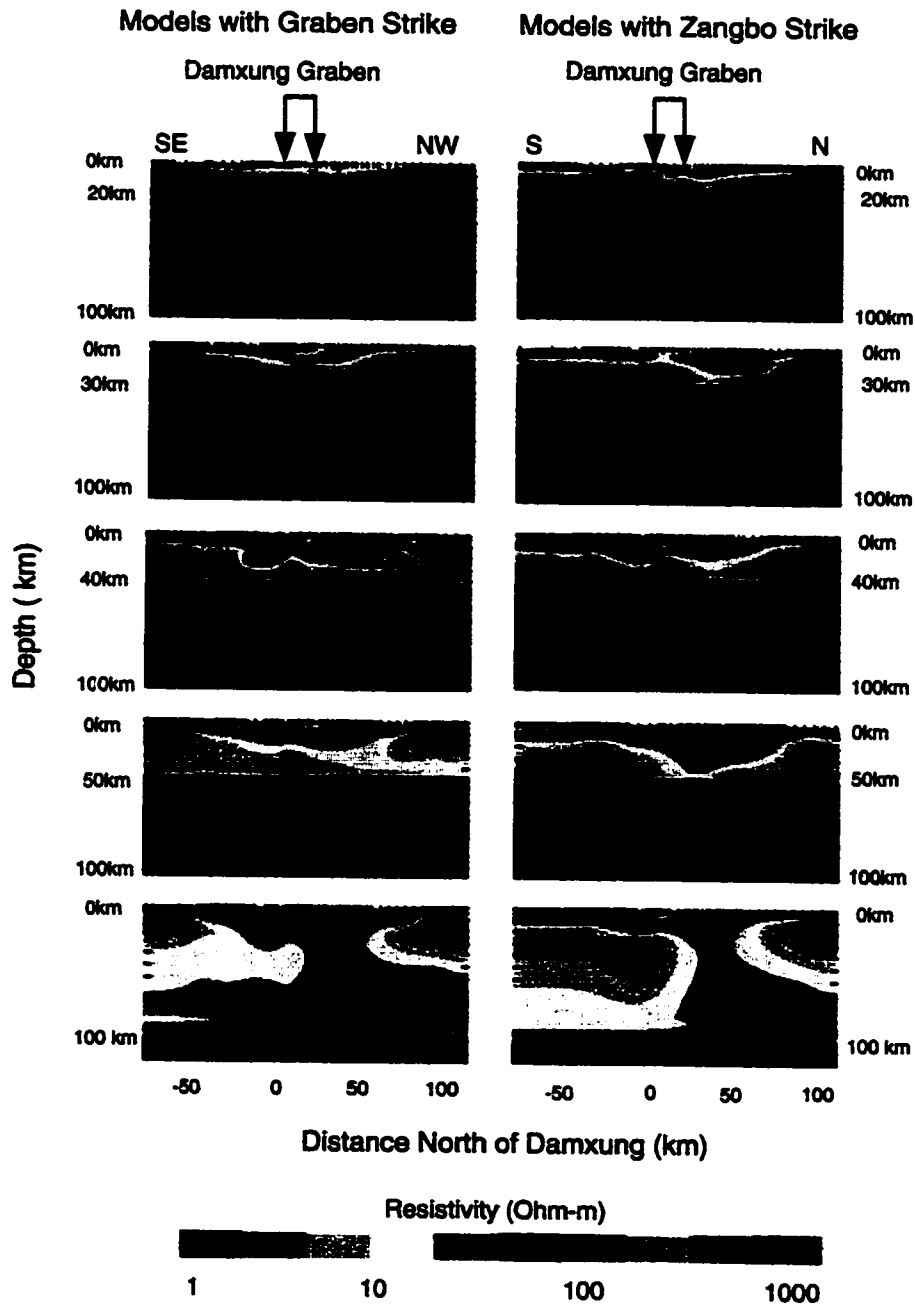 Models with Graben Strike
Models with Zangbo Strike
Damxung Graben
Damxung Graben
SE
NW
S
N
0km
20km
100km
0km
20km
100km
0km
30km
100km
0km
30km
100km
0km
40km
100km
0km
40km
100km
0km
50km
100km
0km
50km
100km
0km
100 km
0km
100 km
Depth ( km)
-50 0 50 100
-50 0 50 100
Distance North of Damxung (km)
Resistivity (Ohm-m)
1 10 100 1000